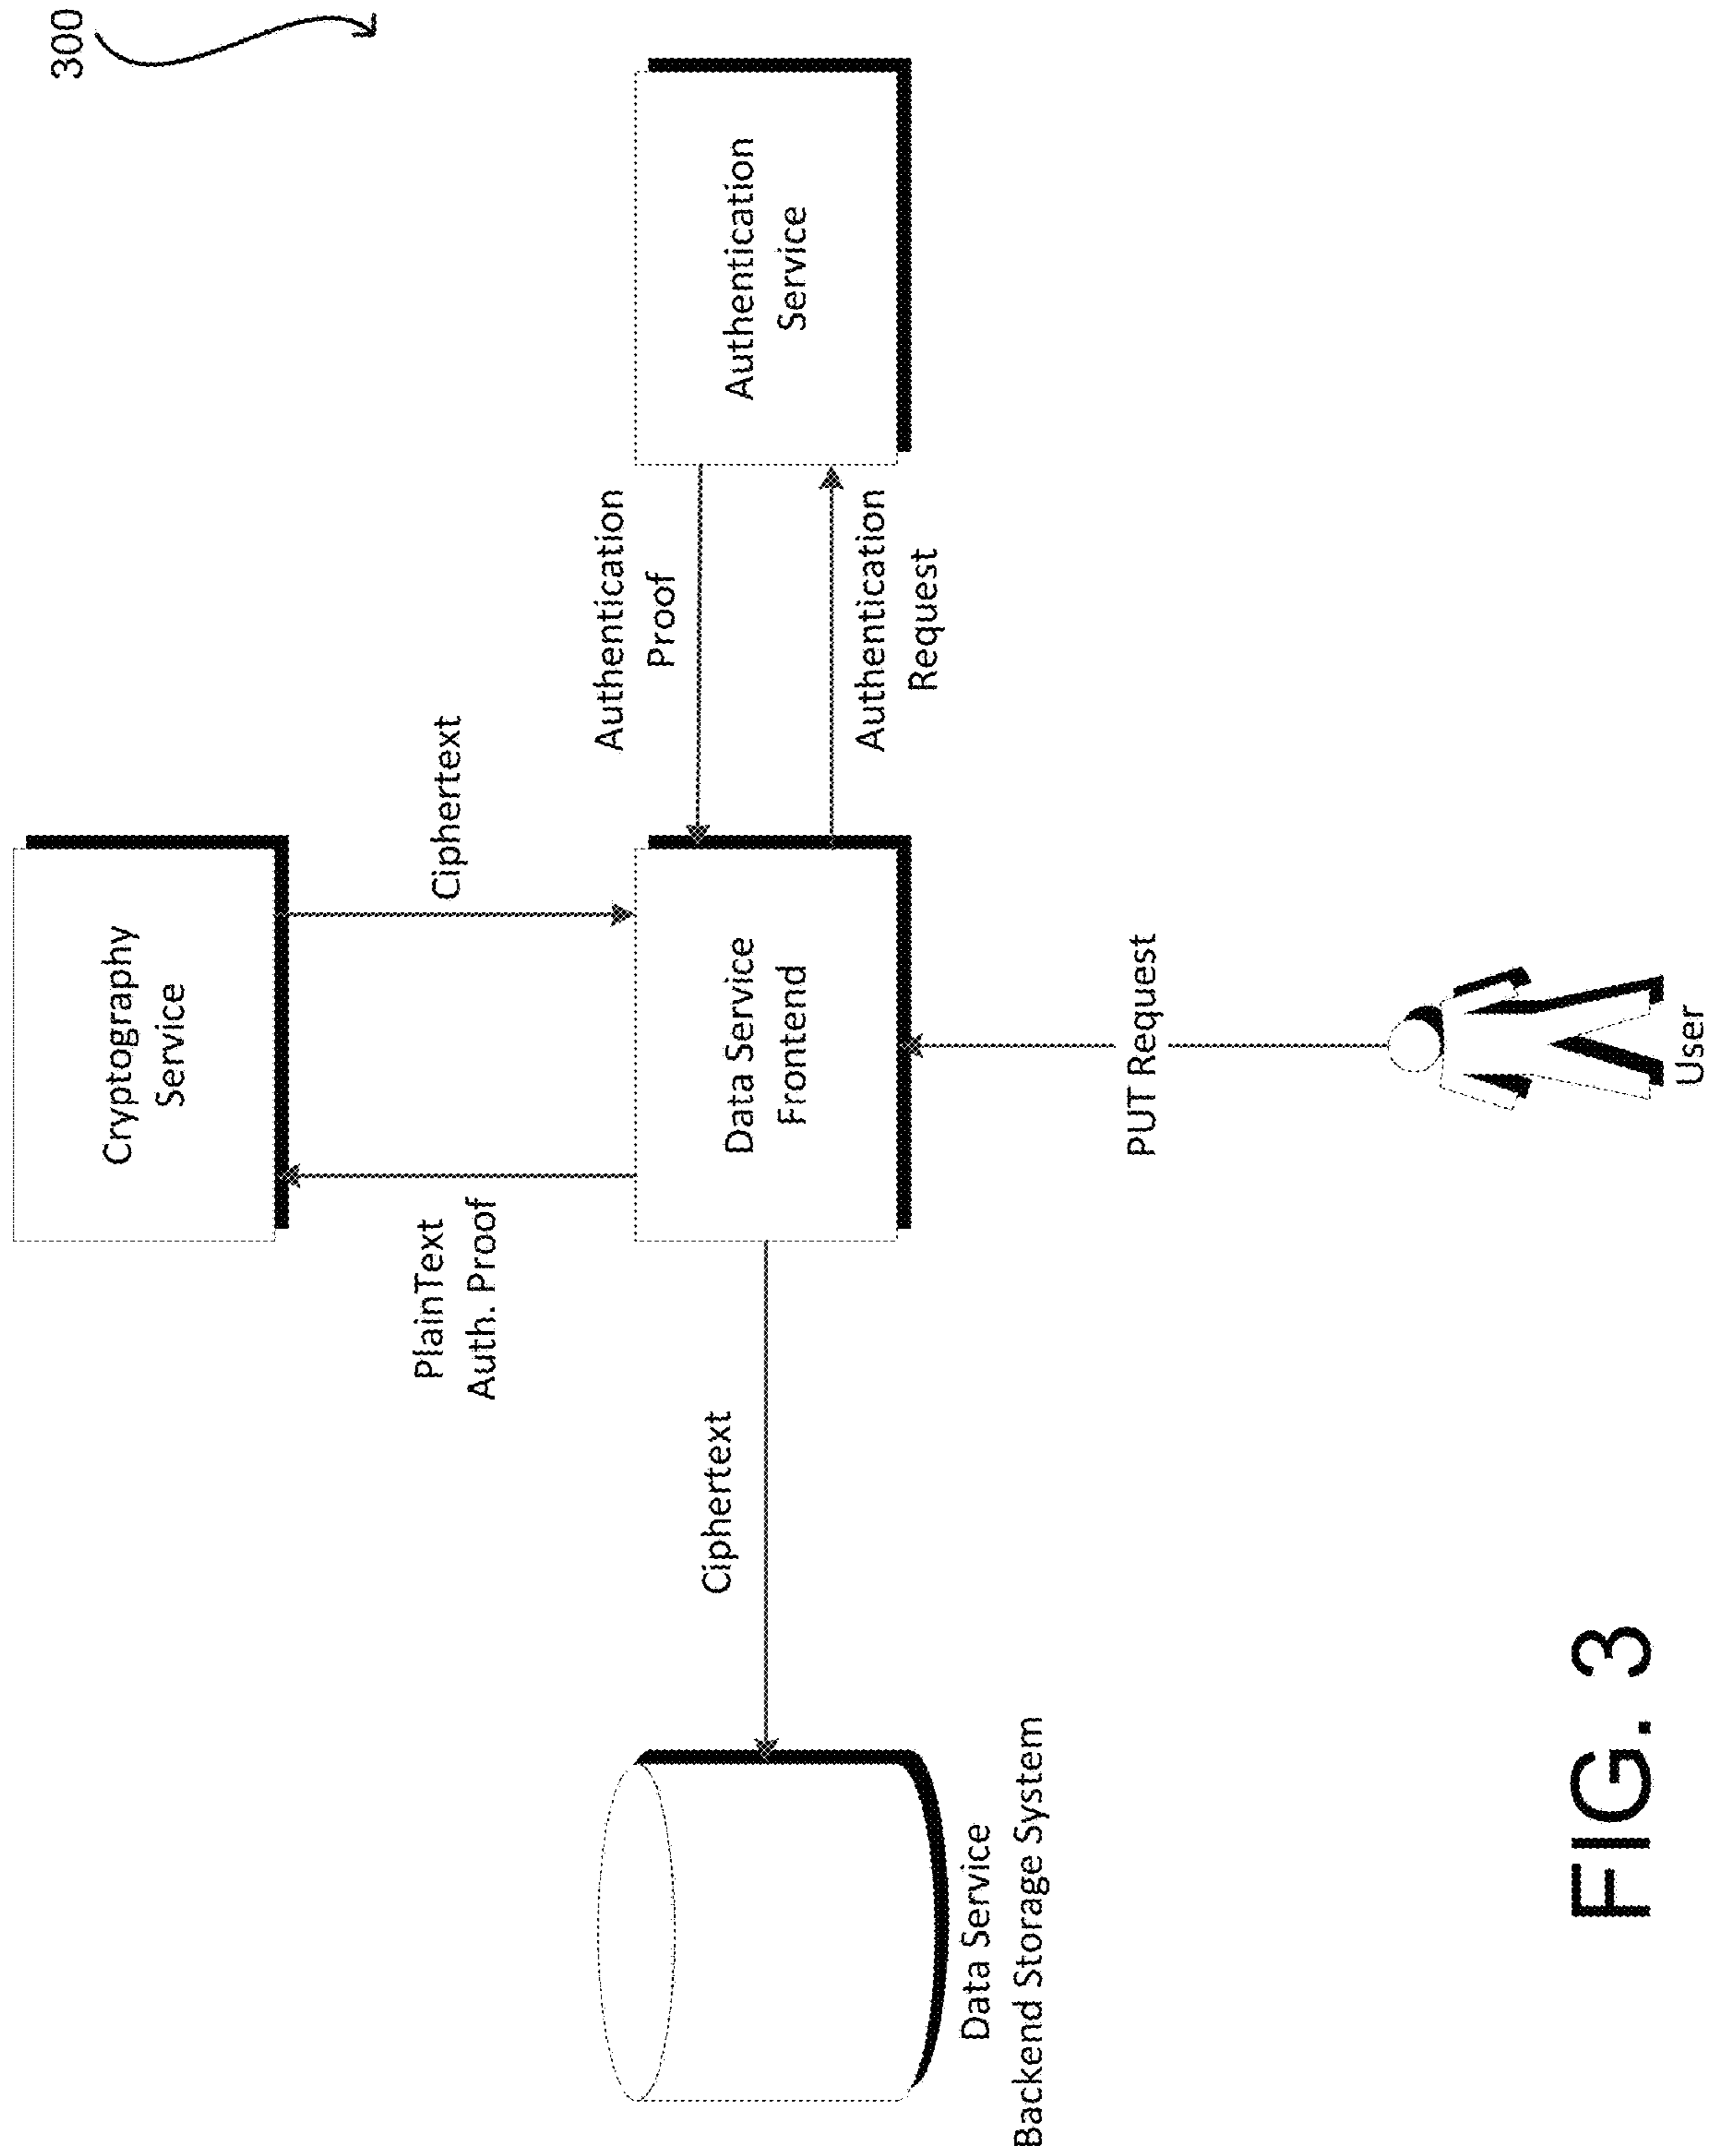 300
Cryptography
Service
PlainText
Auth. Proof
Ciphertext
Ciphertext
Data Service
Frontend
Authentication
Proof
Authentication
Request
Authentication
Service
Data Service
Backend Storage System
PUT Request
User
FIG. 3